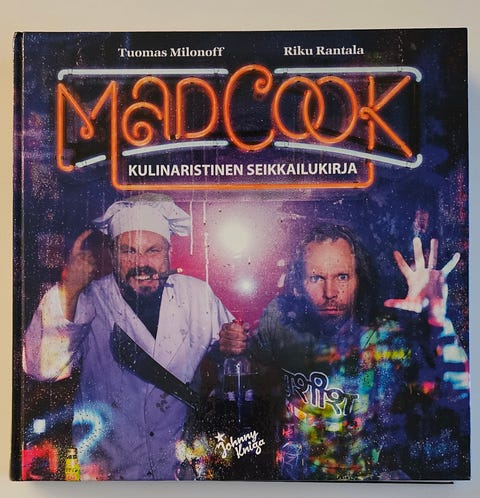 Tuomas Milonoff Riku Rantala
MADCOOK
KULINARISTINEN SEIKKAILUKIRJA
Johnny
Kniga